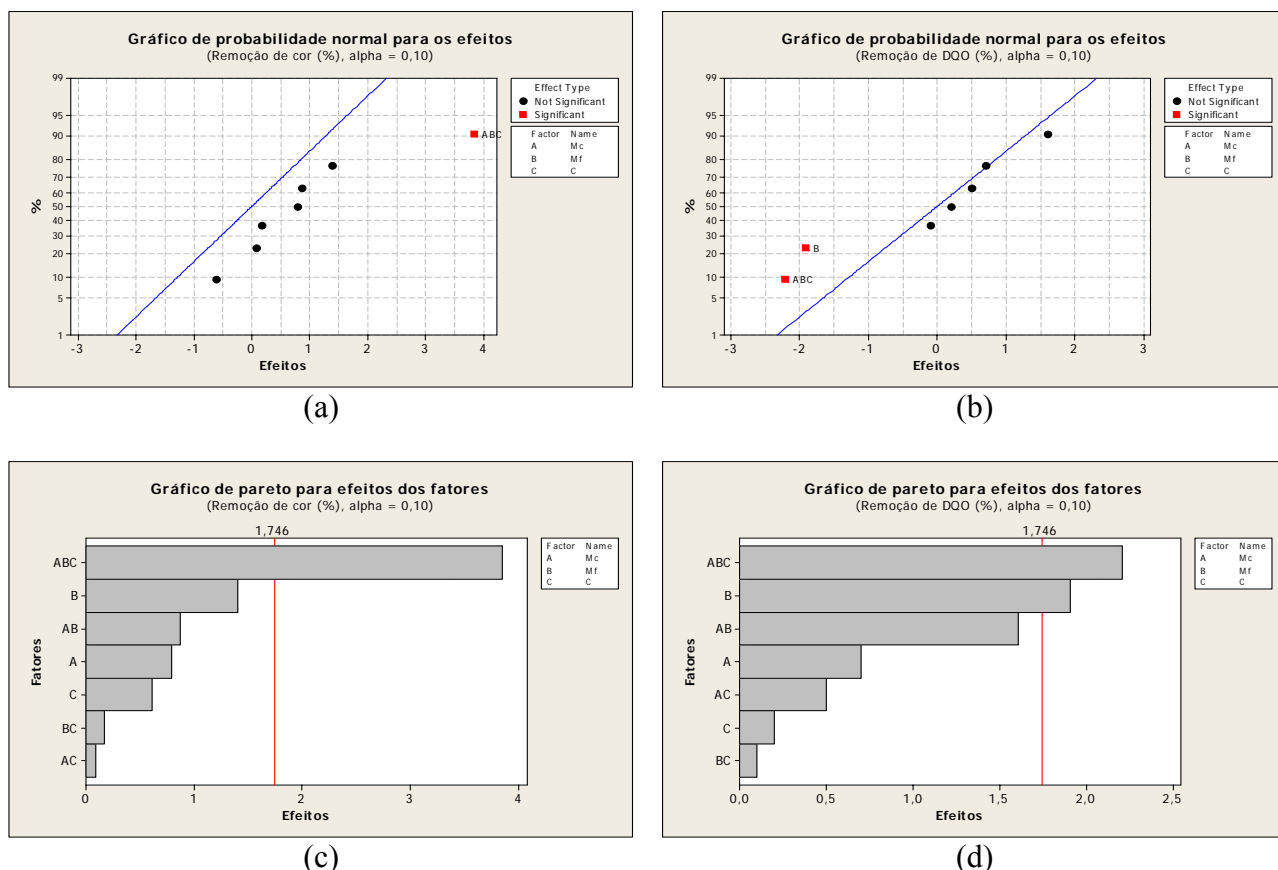 Gráfico de probabilidade normal para os efeitos
(Remoção de cor (%), alpha = 0,10)
99
95
90
80
70
60
50
40
30
20
10
5
1
%
ABC
-3 -2 -1 0 1 2 3 4
Efeitos
Effect Type
Not Significant
Significant
Factor Name
A Mc
B Mf
C C
(a)
Gráfico de probabilidade normal para os efeitos
(Remoção de DQO (%), alpha = 0,10)
99
95
90
80
70
60
50
40
30
20
10
5
1
%
B
ABC
-3 -2 -1 0 1 2 3
Efeitos
Effect Type
Not Significant
Significant
Factor Name
A Mc
B Mf
C C
(b)
Gráfico de pareto para efeitos dos fatores
(Remoção de cor (%), alpha = 0,10)
1,746
Fatores
ABC
B
AB
A
C
BC
AC
0 1 2 3 4
Efeitos
Factor Name
A Mc
B Mf
C C
(c)
Gráfico de pareto para efeitos dos fatores
(Remoção de DQO (%), alpha = 0,10)
1,746
Fatores
ABC
B
AB
A
AC
C
BC
0,0 0,5 1,0 1,5 2,0 2,5
Efeitos
Factor Name
A Mc
B Mf
C C
(d)